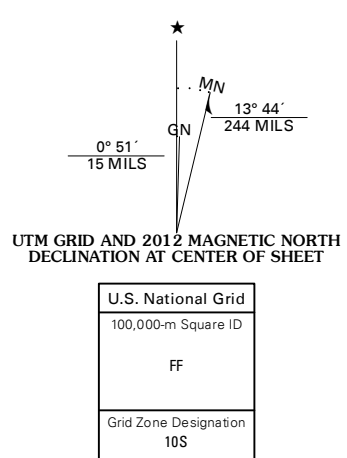 ★
MN
13° 44´
244 MILS
GN
0° 51´
15 MILS
UTM GRID AND 2012 MAGNETIC NORTH
DECLINATION AT CENTER OF SHEET
U.S. National Grid
100,000-m Square ID
FF
Grid Zone Designation
10S